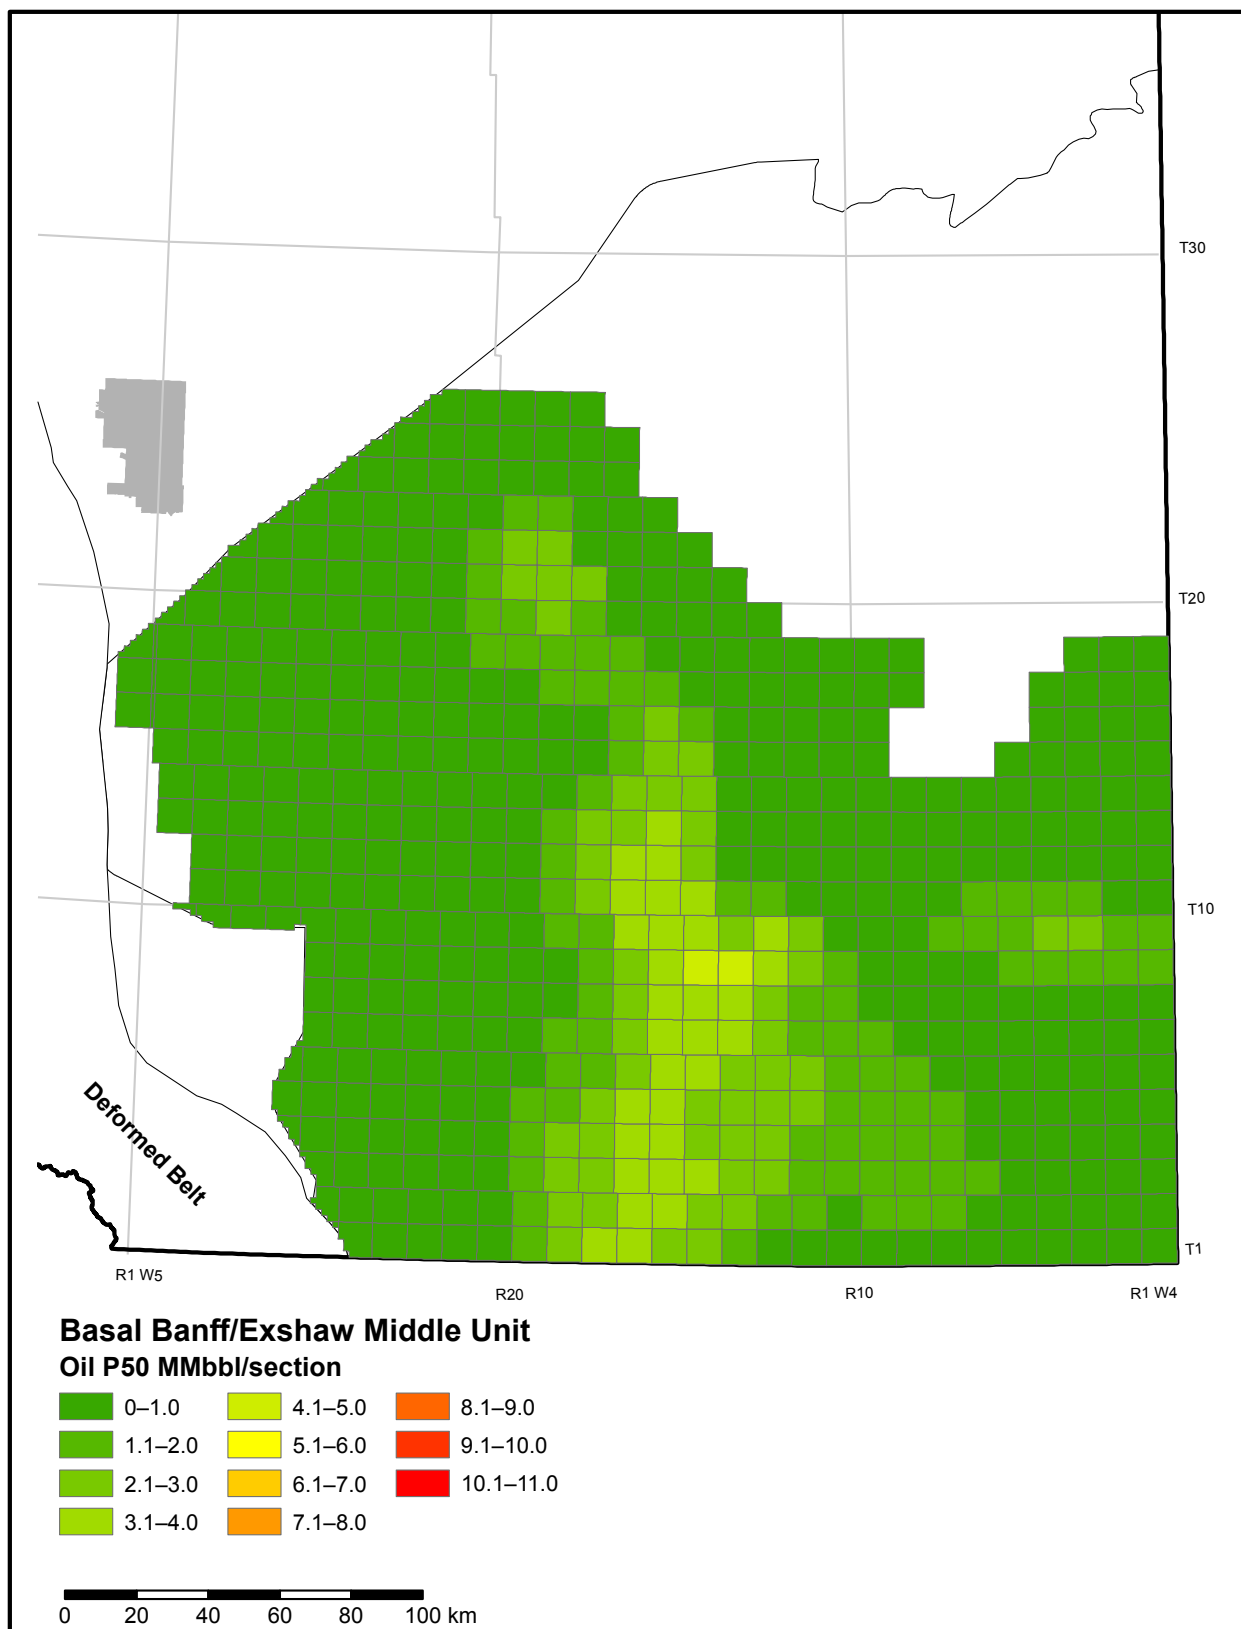 T30
T20
T10
Deformed Belt
T1
R1 W5
R20
R10
R1 W4
Basal Banff/Exshaw Middle Unit
Oil P50 MMbbl/section
0–1.0
4.1–5.0
8.1–9.0
1.1–2.0
5.1–6.0
9.1–10.0
2.1–3.0
6.1–7.0
10.1–11.0
3.1–4.0
7.1–8.0
0 20 40 60 80 100 km